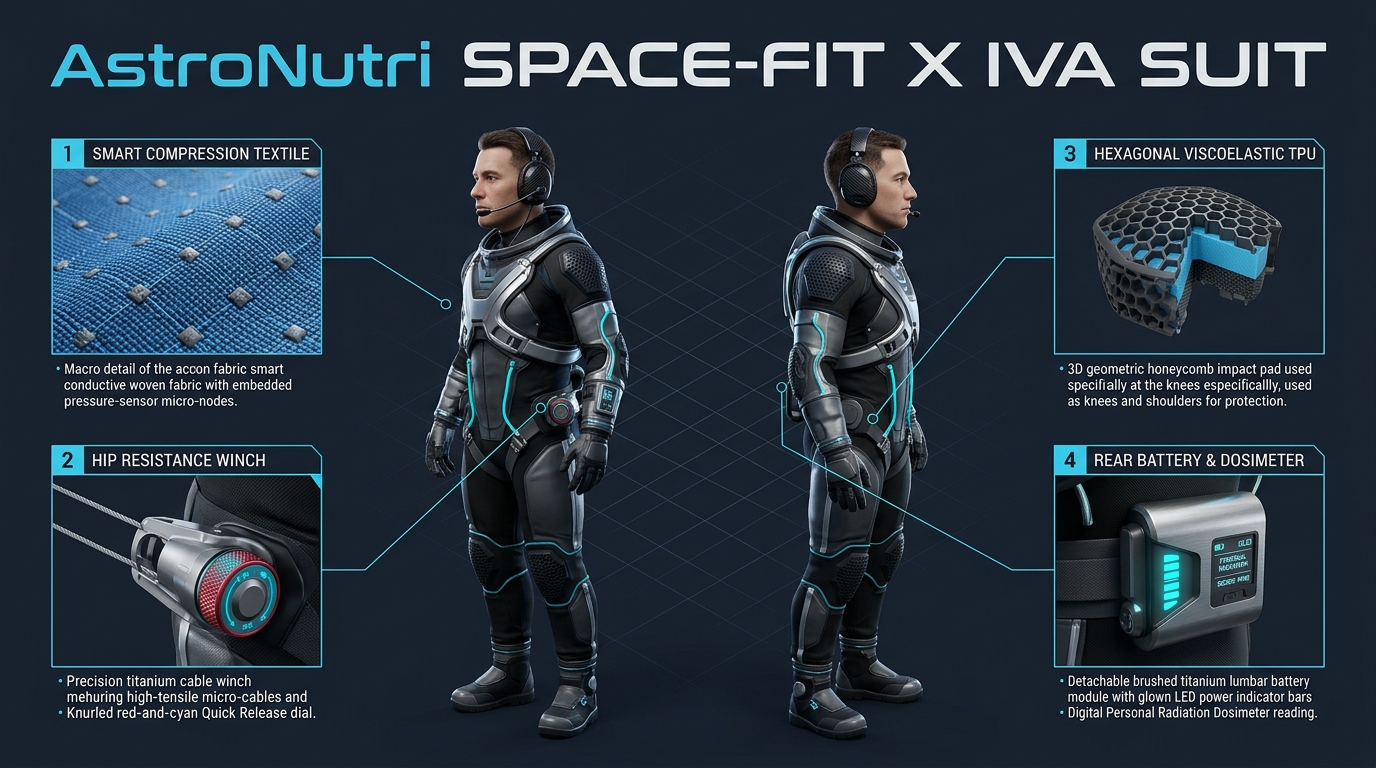 AstroNutri SPACE-FIT X IVA SUIT
1 SMART COMPRESSION TEXTILE
• Macro detail of the accon fabric smart
conductive woven fabric with embedded
pressure-sensor micro-nodes.
2 HIP RESISTANCE WINCH
• Precision titanium cable winch
mehuring high-tensile micro-cables and
• Knurled red-and-cyan Quick Release dial.
3 HEXAGONAL VISCOELASTIC TPU
• 3D geometric honeycomb impact pad used
specifially at the knees especificallly, used
as knees and shoulders for protection.
4 REAR BATTERY & DOSIMETER
• Detachable brushed titanium lumbar battery
module with glown LED power indicator bars
• Digital Personal Radiation Dosimeter reading.